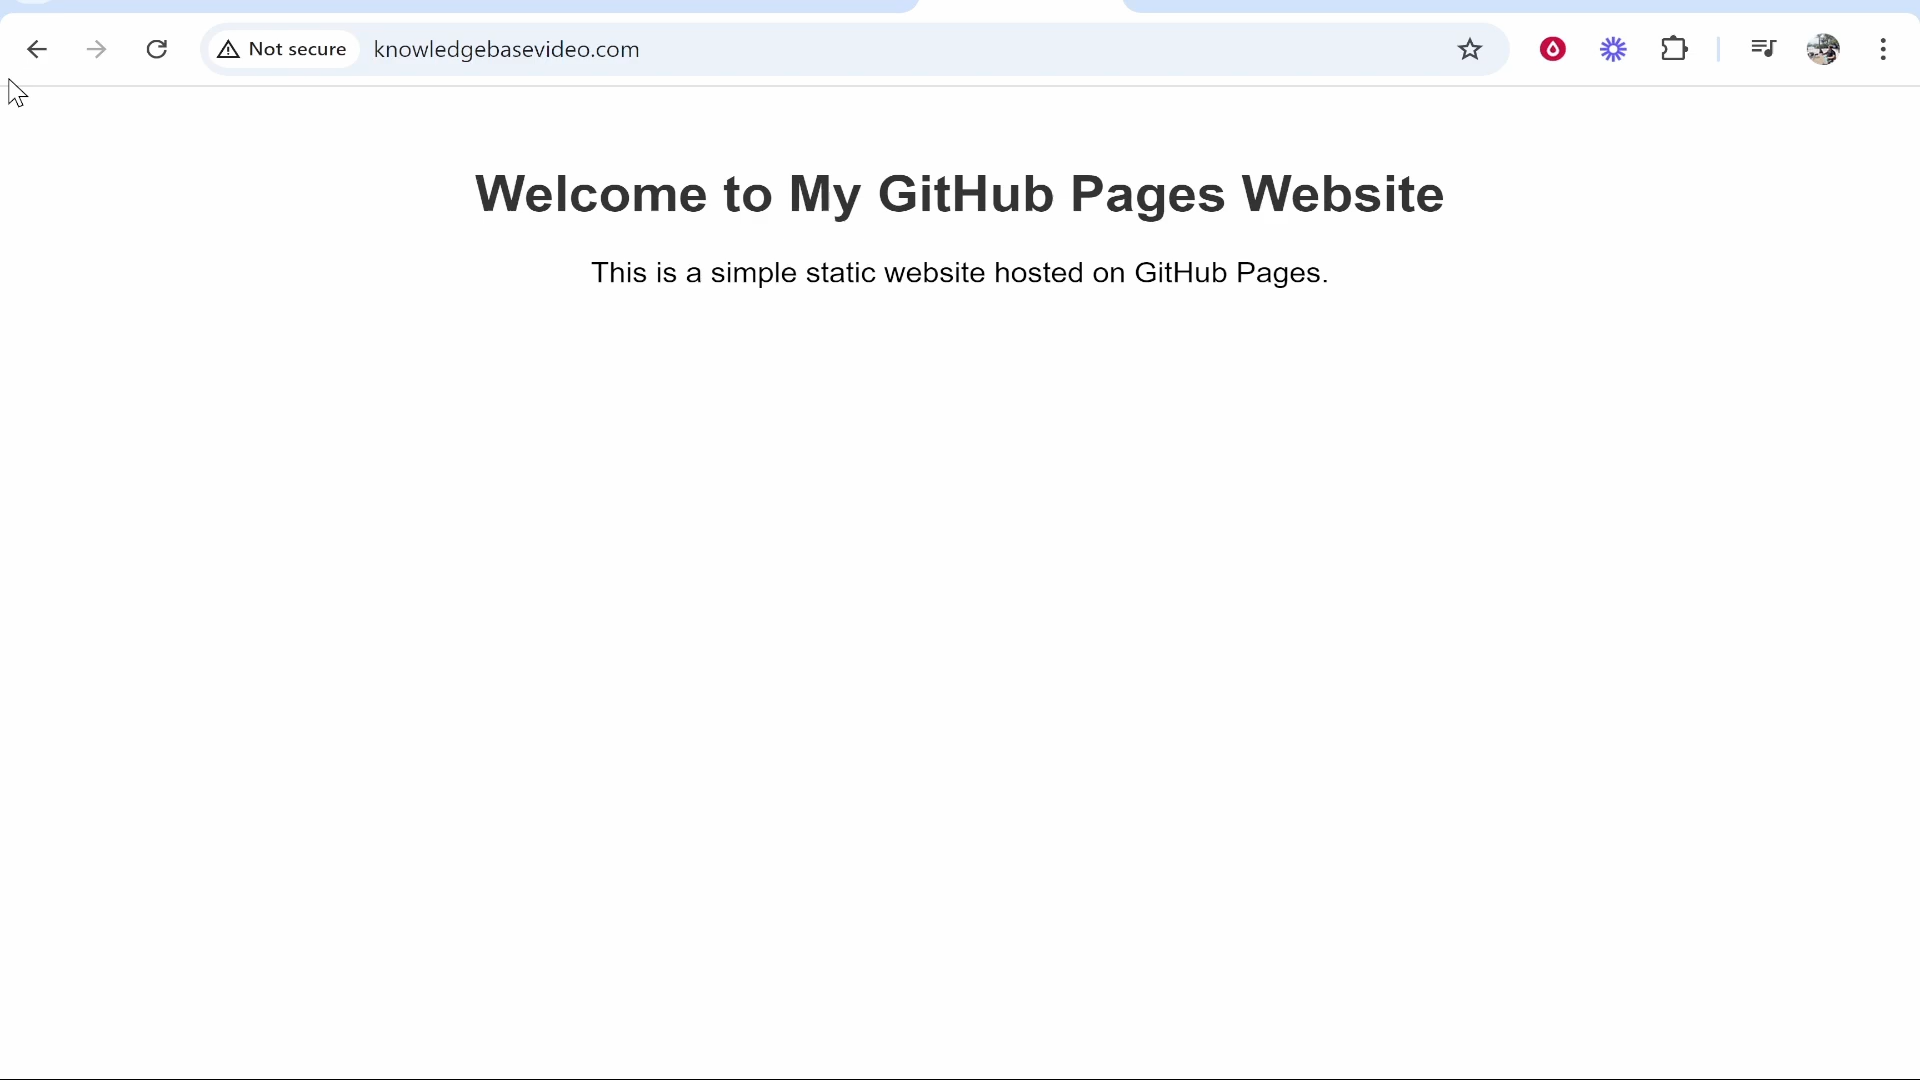 Not secure
knowledgebasevideo.com
Welcome to My GitHub Pages Website
This is a simple static website hosted on GitHub Pages.